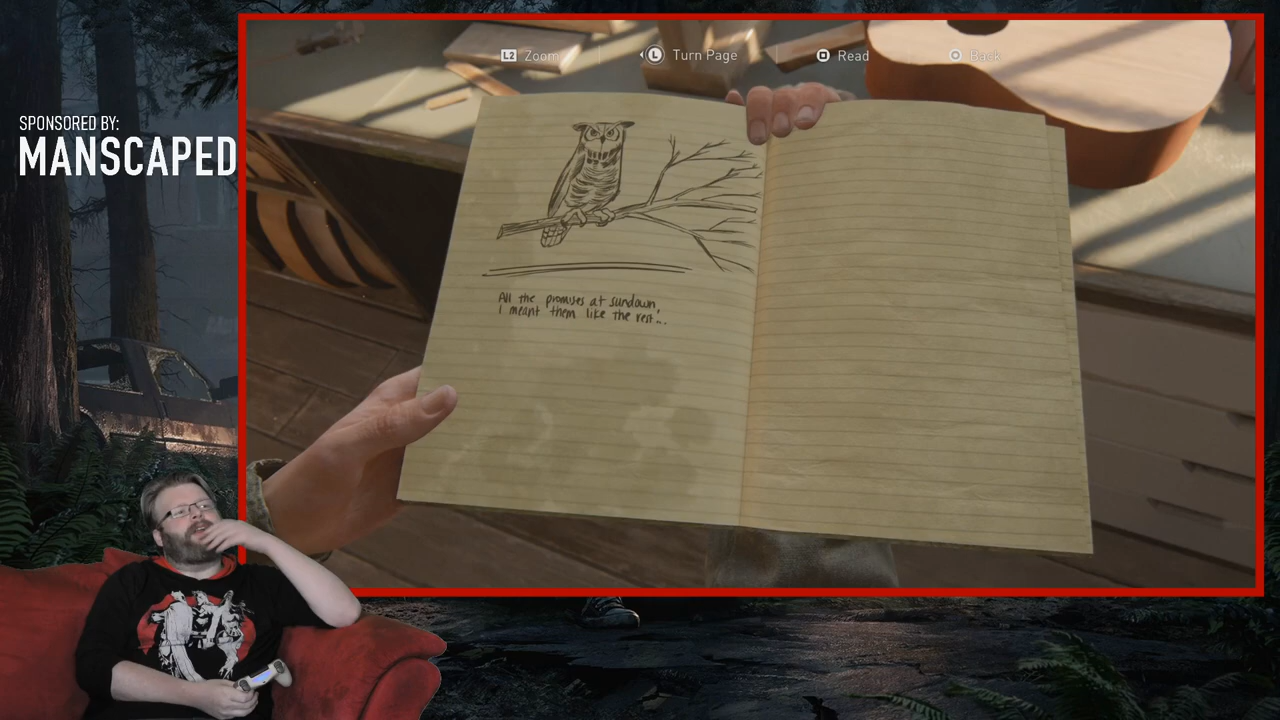 SPONSORED BY:
MANSCAPED
L2 Zoom
L Turn Page
Read
Back
All the promises at sundown
I meant them like the rest...